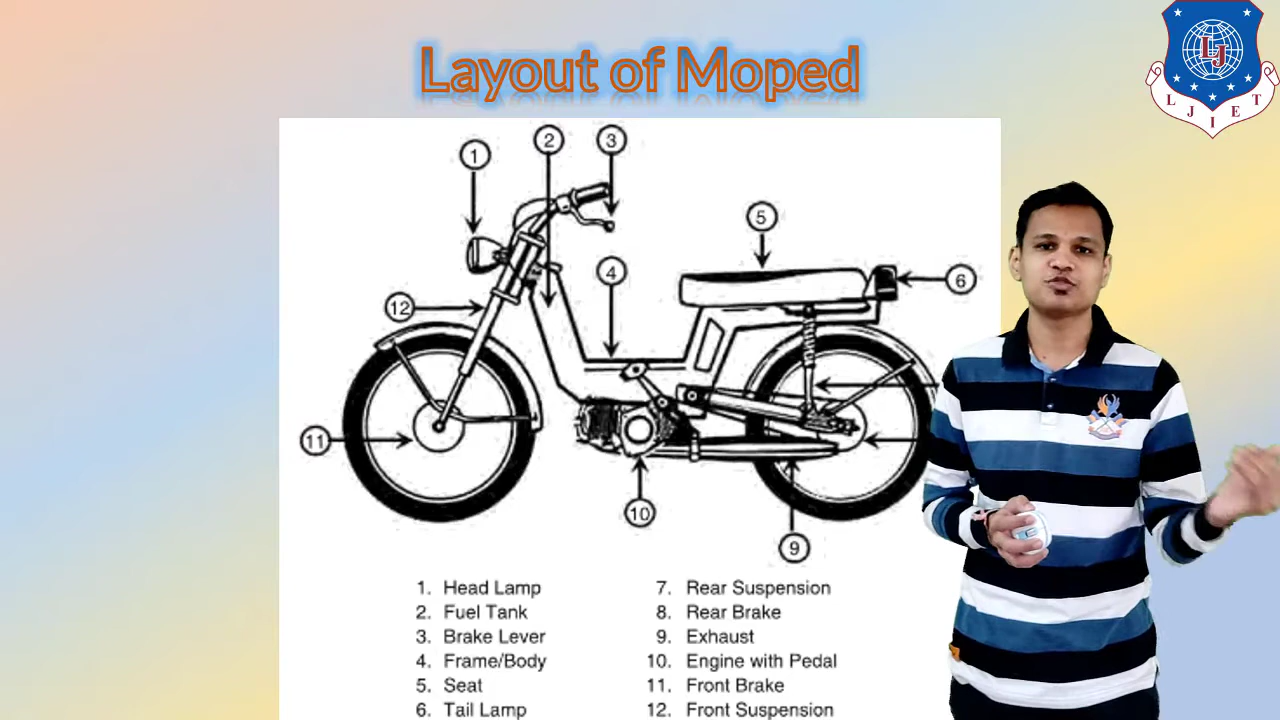 Layout of Moped
L J
L J I E T
1
2
3
4
5
6
12
11
10
9
1. Head Lamp
2. Fuel Tank
3. Brake Lever
4. Frame/Body
5. Seat
6. Tail Lamp
7. Rear Suspension
8. Rear Brake
9. Exhaust
10. Engine with Pedal
11. Front Brake
12. Front Suspension